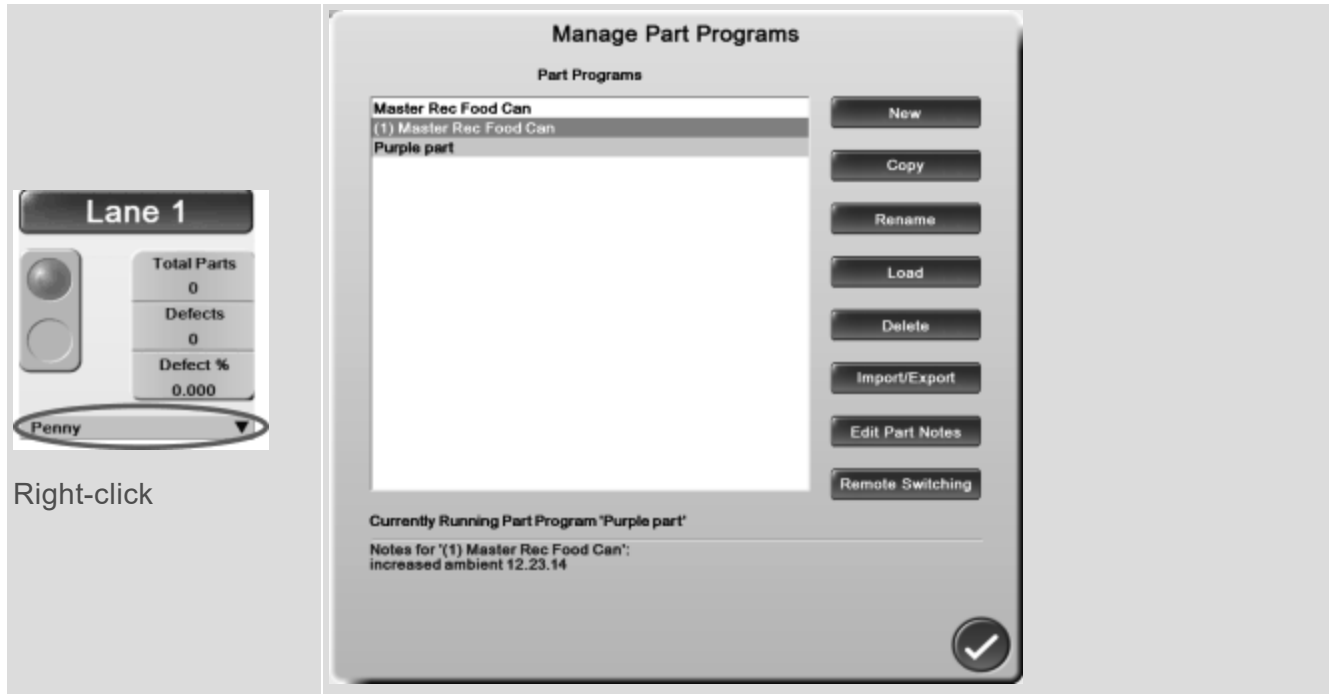 Lane 1
Total Parts
0
Defects
0
Defect %
0.000
Penny
Right-click
Manage Part Programs
Part Programs
Master Rec Food Can
(1) Master Rec Food Can
Purple part
New
Copy
Rename
Load
Delete
Import/Export
Edit Part Notes
Remote Switching
Currently Running Part Program 'Purple part'
Notes for '(1) Master Rec Food Can':
increased ambient 12.23.14